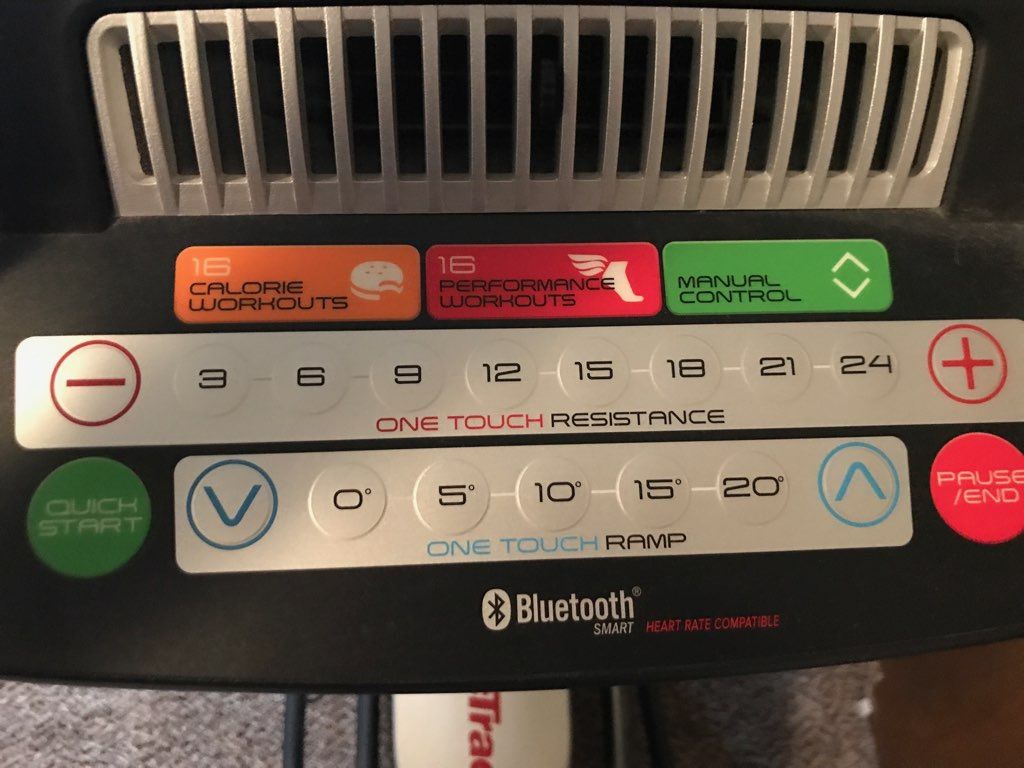 16 CALORIE WORKOUTS
16 PERFORMANCE WORKOUTS
MANUAL CONTROL
− 3 6 9 12 15 18 21 24 +
ONE TOUCH RESISTANCE
QUICK START
0° 5° 10° 15° 20°
PAUSE /END
ONE TOUCH RAMP
Bluetooth®
SMART HEART RATE COMPATIBLE